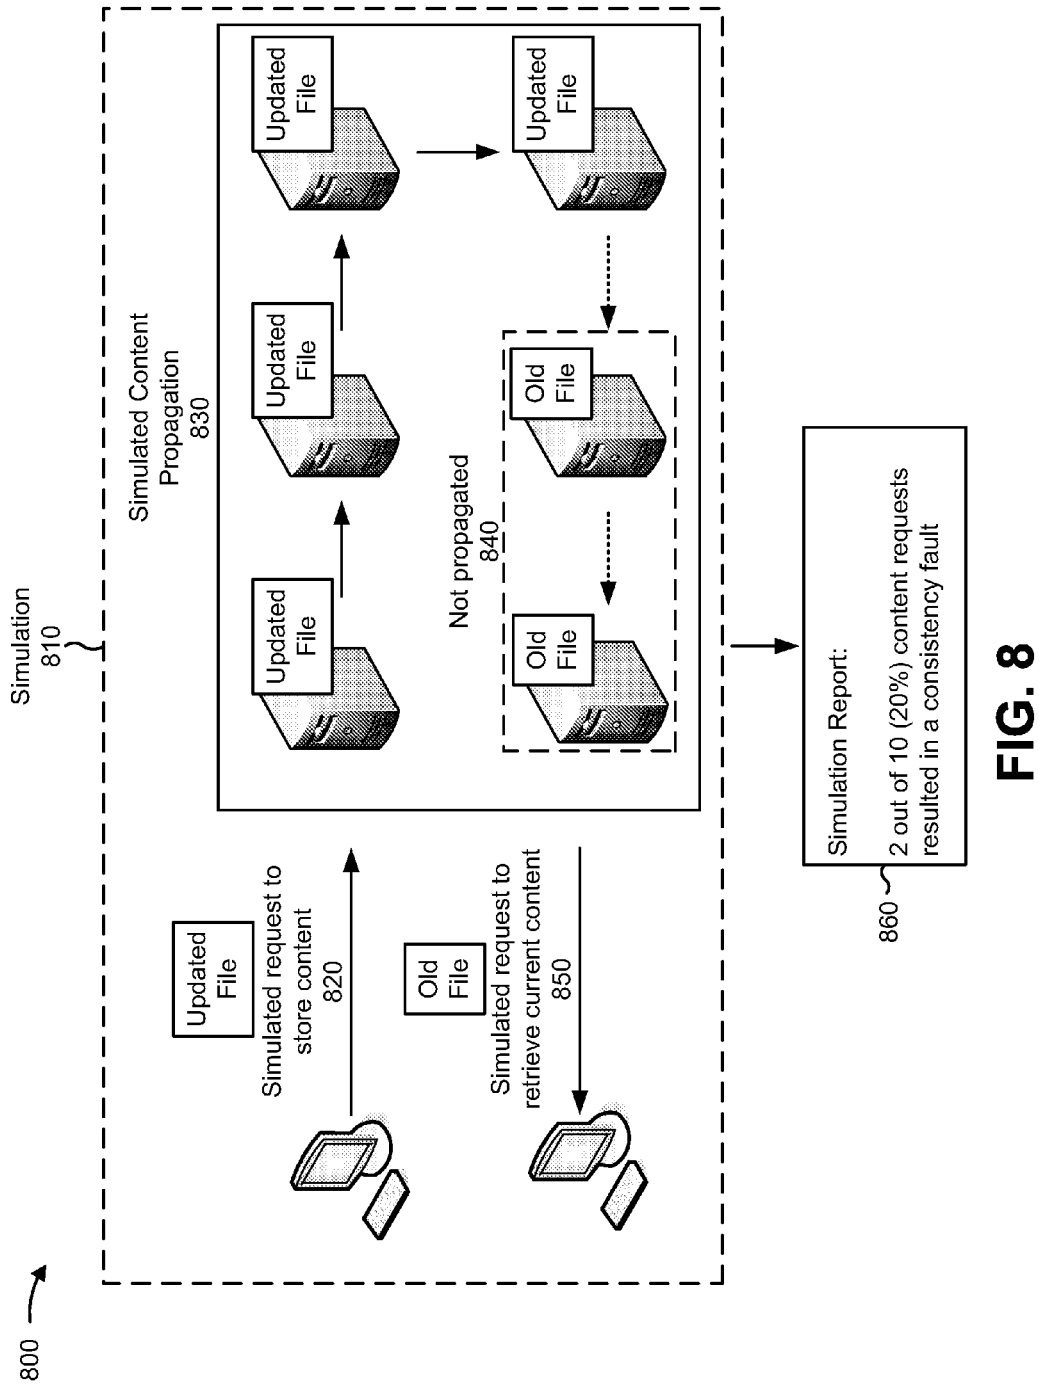 800
Simulation
810
Simulated Content
Propagation
830
Updated
File
Simulated request to
store content
820
Updated
File
Updated
File
Updated
File
Updated
File
Not propagated
840
Old
File
Old
File
Old
File
Simulated request to
retrieve current content
850
860
Simulation Report:
2 out of 10 (20%) content requests
resulted in a consistency fault
FIG. 8